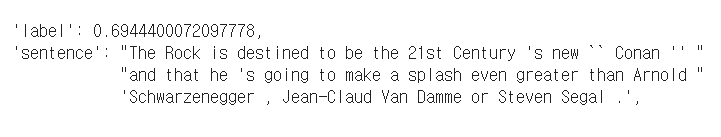 'label': 0.6944400072097778,
'sentence': "The Rock is destined to be the 21st Century 's new `` Conan '' "
"and that he 's going to make a splash even greater than Arnold "
'Schwarzenegger , Jean-Claud Van Damme or Steven Segal .',